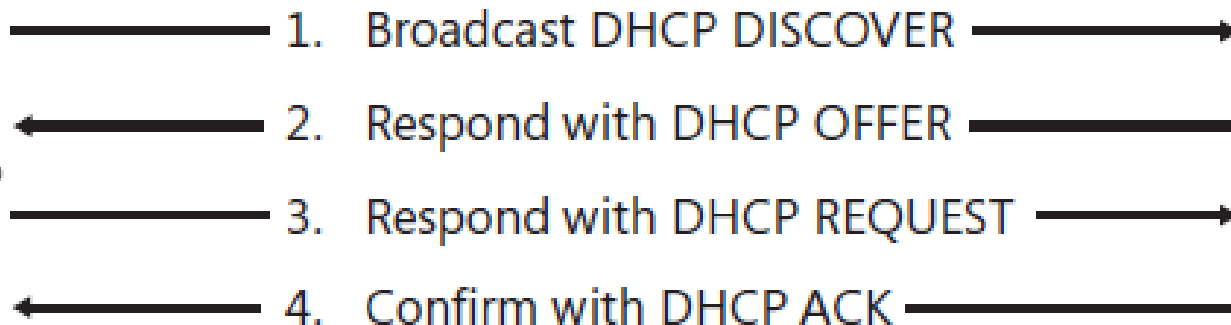 1. Broadcast DHCP DISCOVER
2. Respond with DHCP OFFER
3. Respond with DHCP REQUEST
4. Confirm with DHCP ACK